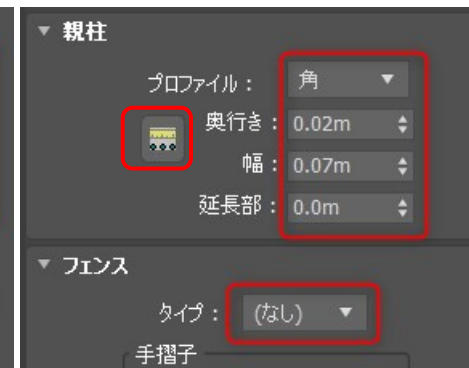 ▼ 親柱
プロファイル： 角 ▼
奥行き： 0.02m
幅： 0.07m
延長部： 0.0m
▼ フェンス
タイプ： (なし) ▼
手摺子